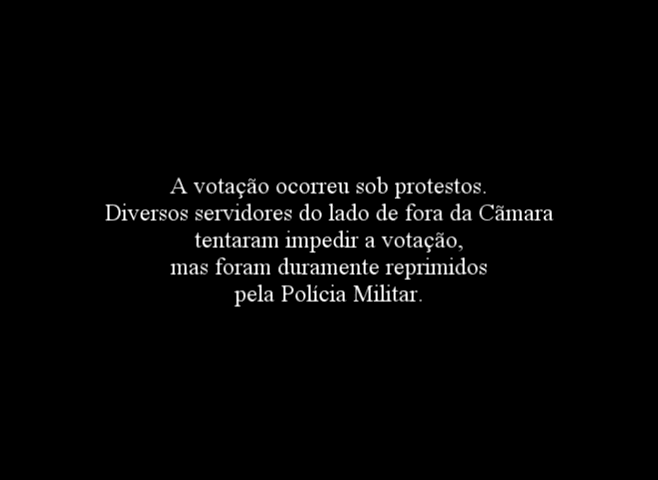 A votação ocorreu sob protestos.
Diversos servidores do lado de fora da Cãmara
tentaram impedir a votação,
mas foram duramente reprimidos
pela Polícia Militar.